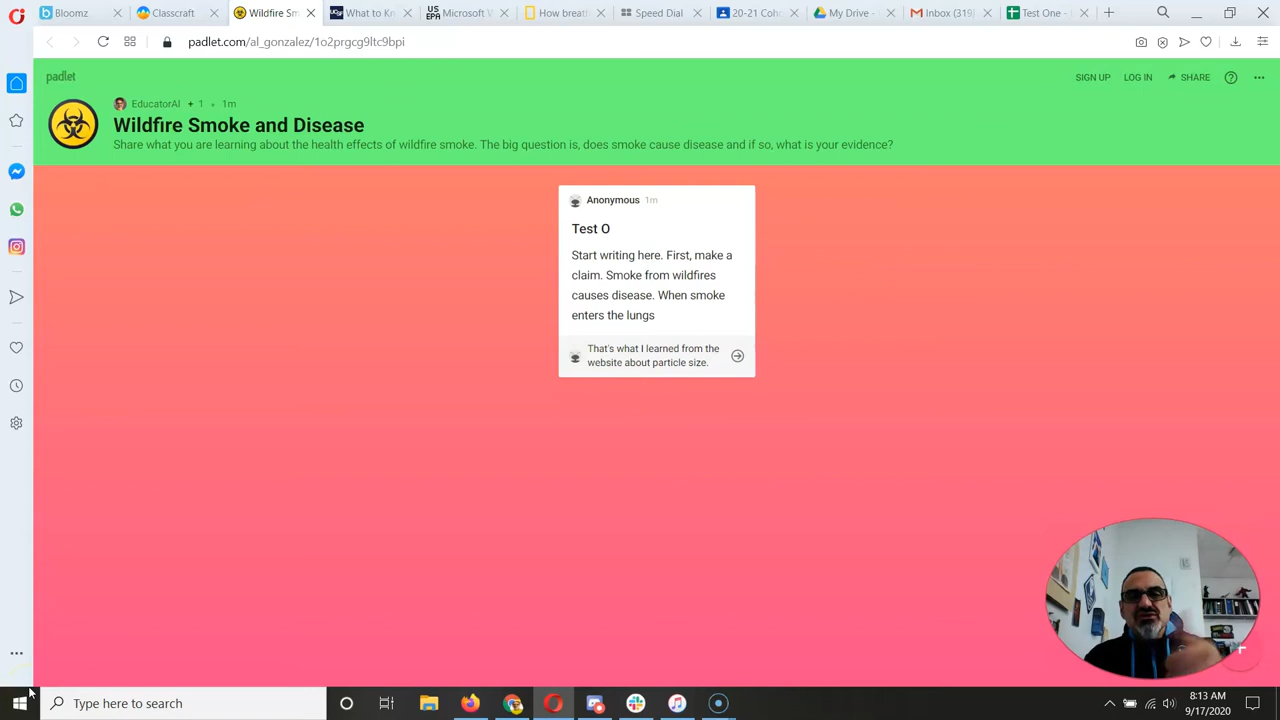 Bloomz
Classcraft
Wildfire Sm
What to Kn
Microsoft V
How breat
Speed Dial
20-21 Coh
My Drive -
Inbox (319)
Test One -
UCSF
US
EPA
padlet.com/al_gonzalez/1o2prgcg9ltc9bpi
padlet
SIGN UP
LOG IN
SHARE
EducatorAl + 1 • 1m
Wildfire Smoke and Disease
Share what you are learning about the health effects of wildfire smoke. The big question is, does smoke cause disease and if so, what is your evidence?
Anonymous 1m
Test O
Start writing here. First, make a
claim. Smoke from wildfires
causes disease. When smoke
enters the lungs
That's what I learned from the
website about particle size.
Type here to search
8:13 AM
9/17/2020